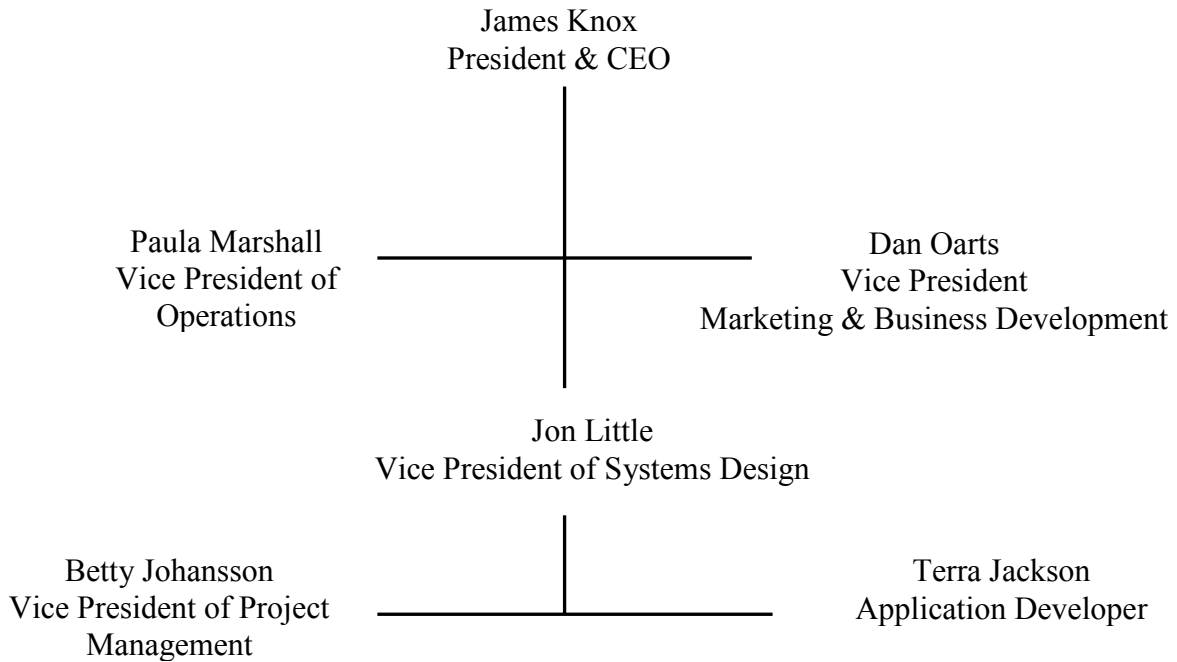 James Knox
President & CEO
Paula Marshall
Vice President of
Operations
Dan Oarts
Vice President
Marketing & Business Development
Jon Little
Vice President of Systems Design
Betty Johansson
Vice President of Project
Management
Terra Jackson
Application Developer